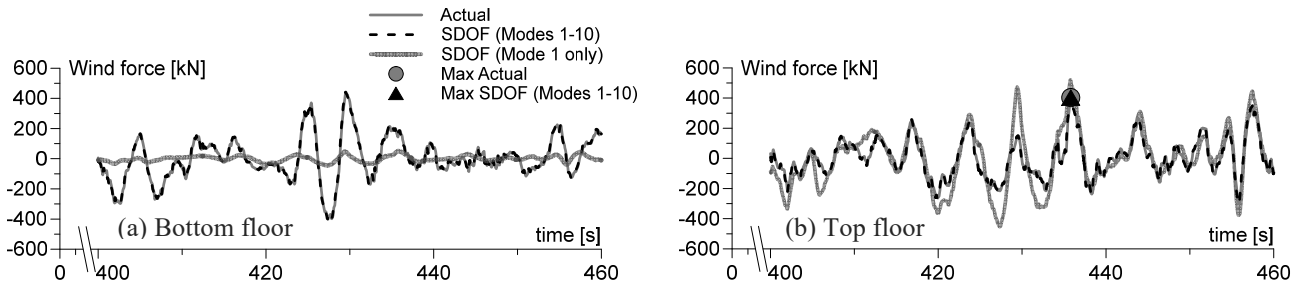 Actual
SDOF (Modes 1-10)
SDOF (Mode 1 only)
Max Actual
Max SDOF (Modes 1-10)
Wind force [kN]
600
400
200
0
-200
-400
-600
(a) Bottom floor
time [s]
0 400 420 440 460
Wind force [kN]
600
400
200
0
-200
-400
-600
(b) Top floor
time [s]
0 400 420 440 460